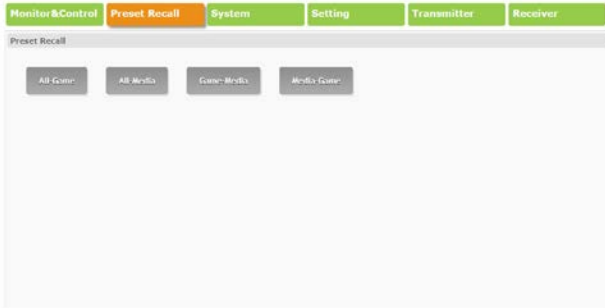 Monitor&Control Preset Recall System Setting Transmitter Receiver
Preset Recall
All-Game All-Media Game-Media Media-Game